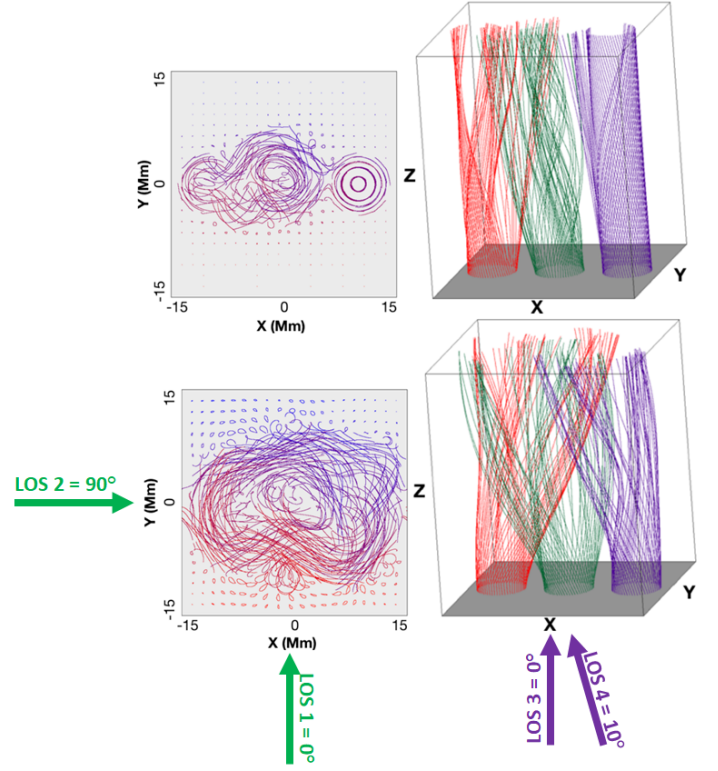 15
0
-15
Y (Mm)
-15
0
15
X (Mm)
Z
X
Y
15
0
-15
Y (Mm)
-15
0
15
X (Mm)
Z
X
Y
LOS 2 = 90°
LOS 1 = 0°
LOS 3 = 0°
LOS 4 = 10°